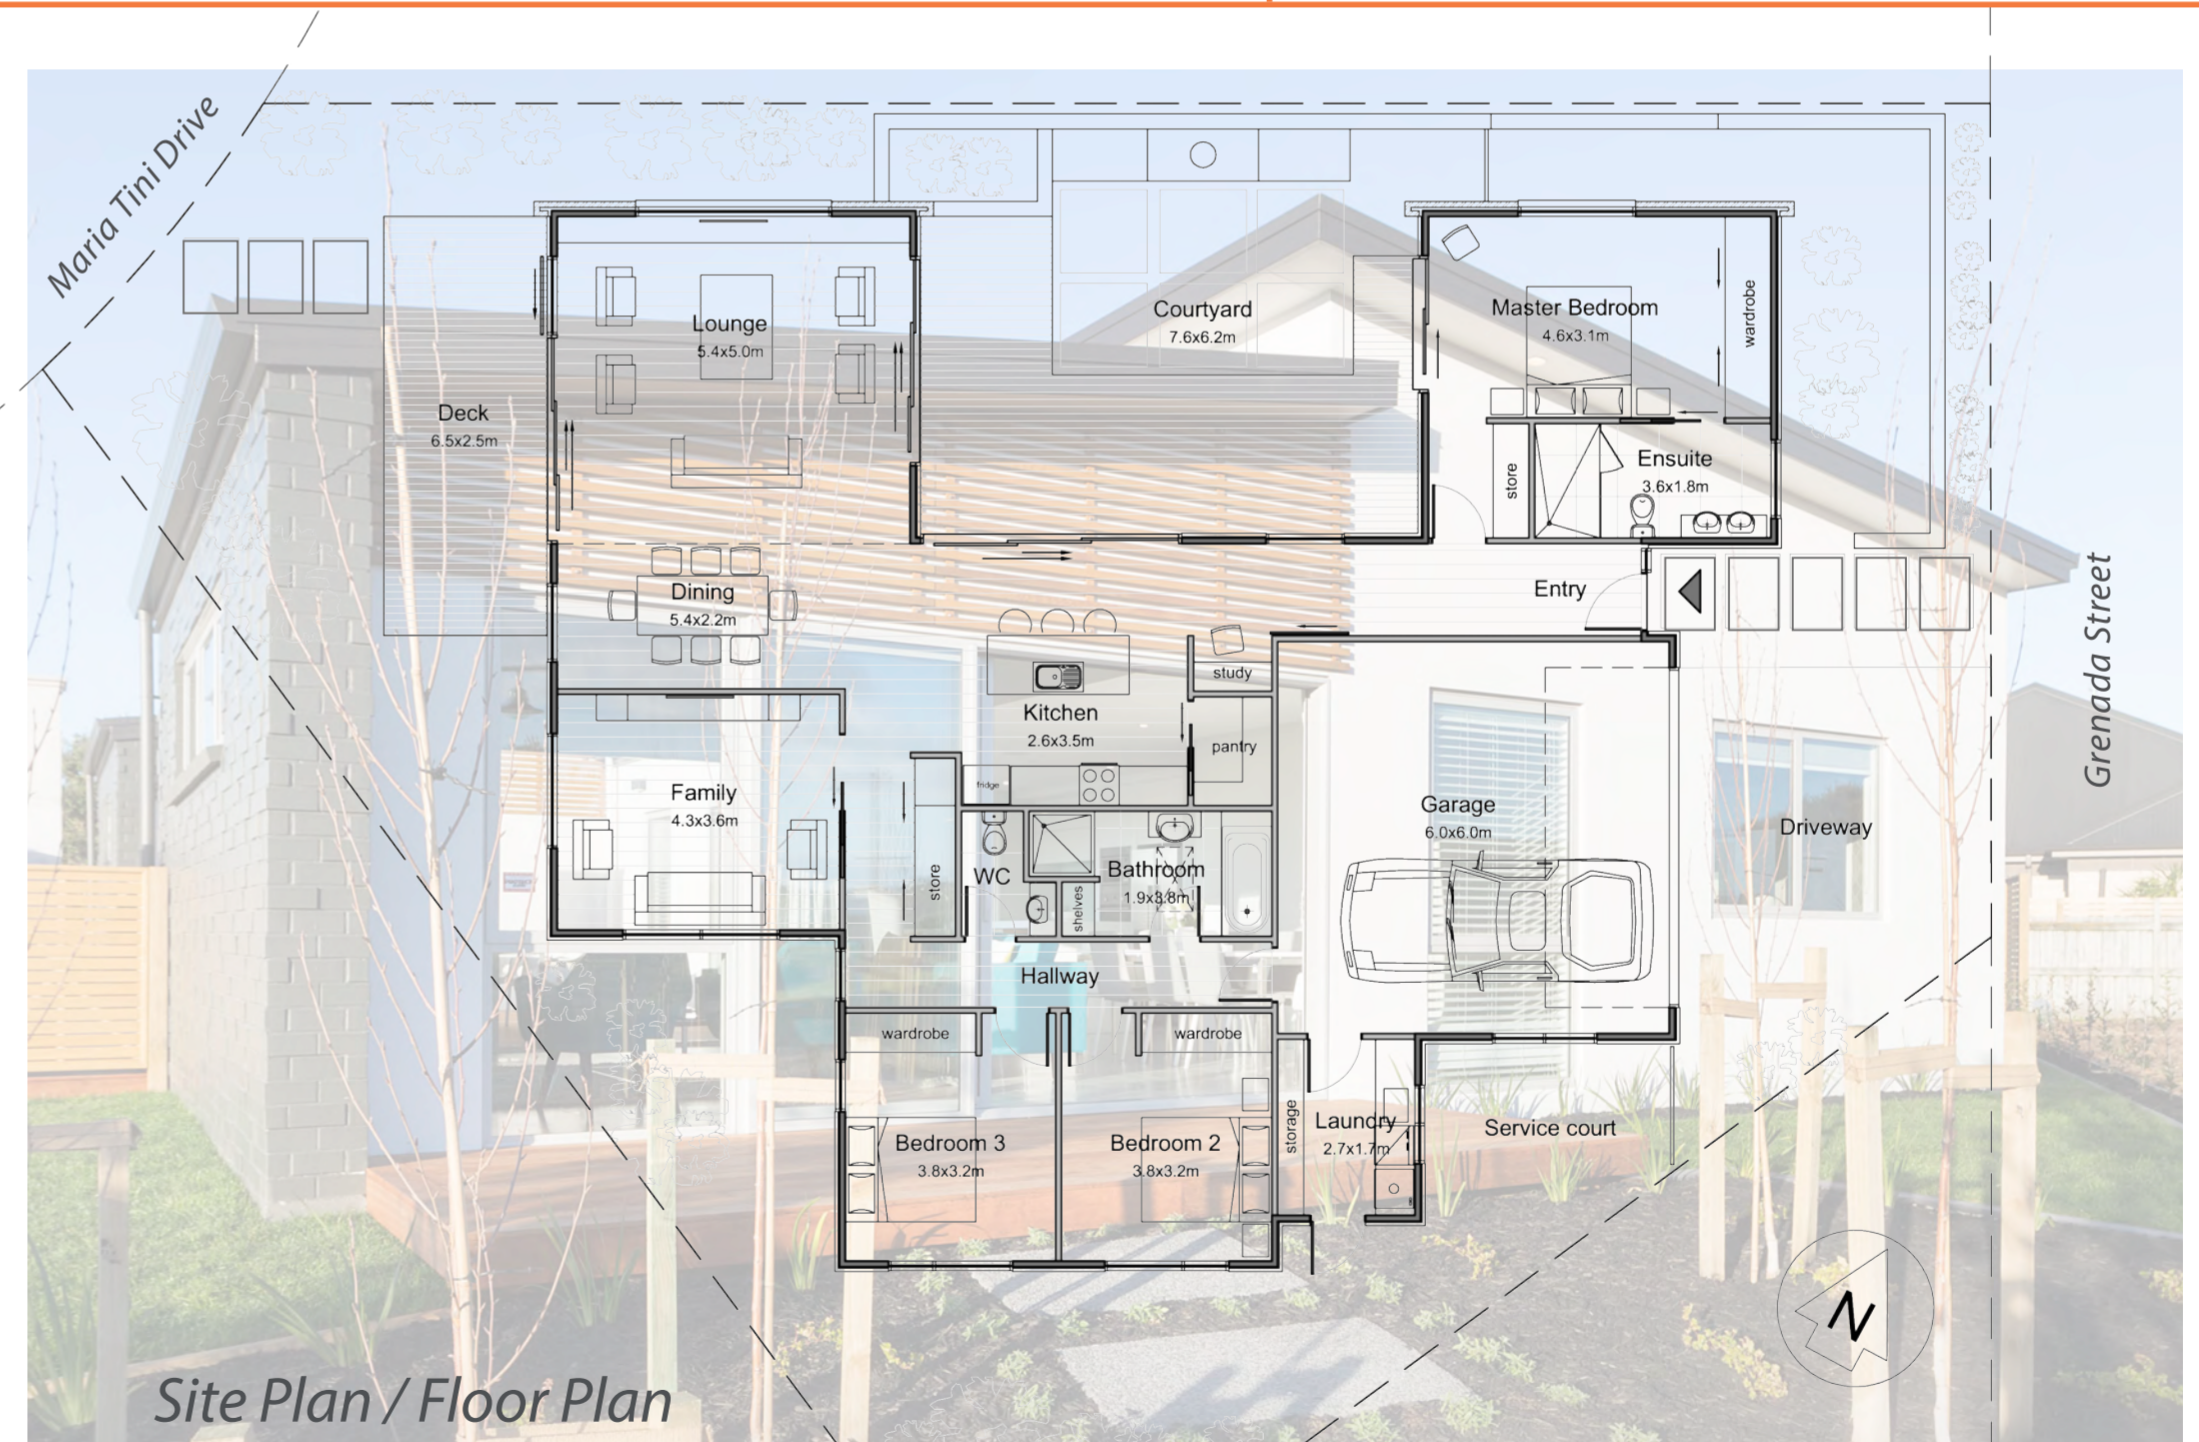 Maria Tini Drive
Lounge
5.4x5.0m
Courtyard
7.6x6.2m
Master Bedroom
4.6x3.1m
wardrobe
Deck
6.5x2.5m
store
Ensuite
3.6x1.8m
Dining
5.4x2.2m
Entry
Grenada Street
study
Kitchen
2.6x3.5m
pantry
fridge
Family
4.3x3.6m
Garage
6.0x6.0m
Driveway
store
WC
shelves
Bathroom
1.9x3.8m
Hallway
wardrobe
wardrobe
Bedroom 3
3.8x3.2m
Bedroom 2
3.8x3.2m
storage
Laundry
2.7x1.7m
Service court
N
Site Plan / Floor Plan